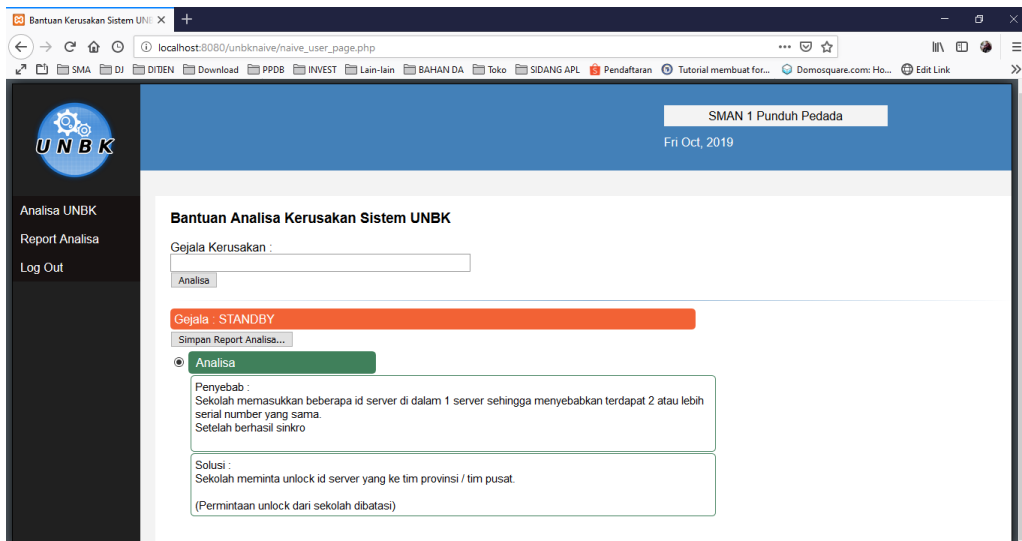 Bantuan Kerusakan Sistem UNB
localhost:8080/unbknaive/naive_user_page.php
SMA DJ DITJEN Download PPDB INVEST Lain-lain BAHAN DA Toko SIDANG APL Pendaftaran Tutorial membuat for... Domosquare.com: Ho... Edit Link
UNBK
SMAN 1 Punduh Pedada
Fri Oct, 2019
Analisa UNBK
Report Analisa
Log Out
Bantuan Analisa Kerusakan Sistem UNBK
Gejala Kerusakan :
Analisa
Gejala : STANDBY
Simpan Report Analisa...
Analisa
Penyebab :
Sekolah memasukkan beberapa id server di dalam 1 server sehingga menyebabkan terdapat 2 atau lebih
serial number yang sama.
Setelah berhasil sinkro
Solusi :
Sekolah meminta unlock id server yang ke tim provinsi / tim pusat.
(Permintaan unlock dari sekolah dibatasi)